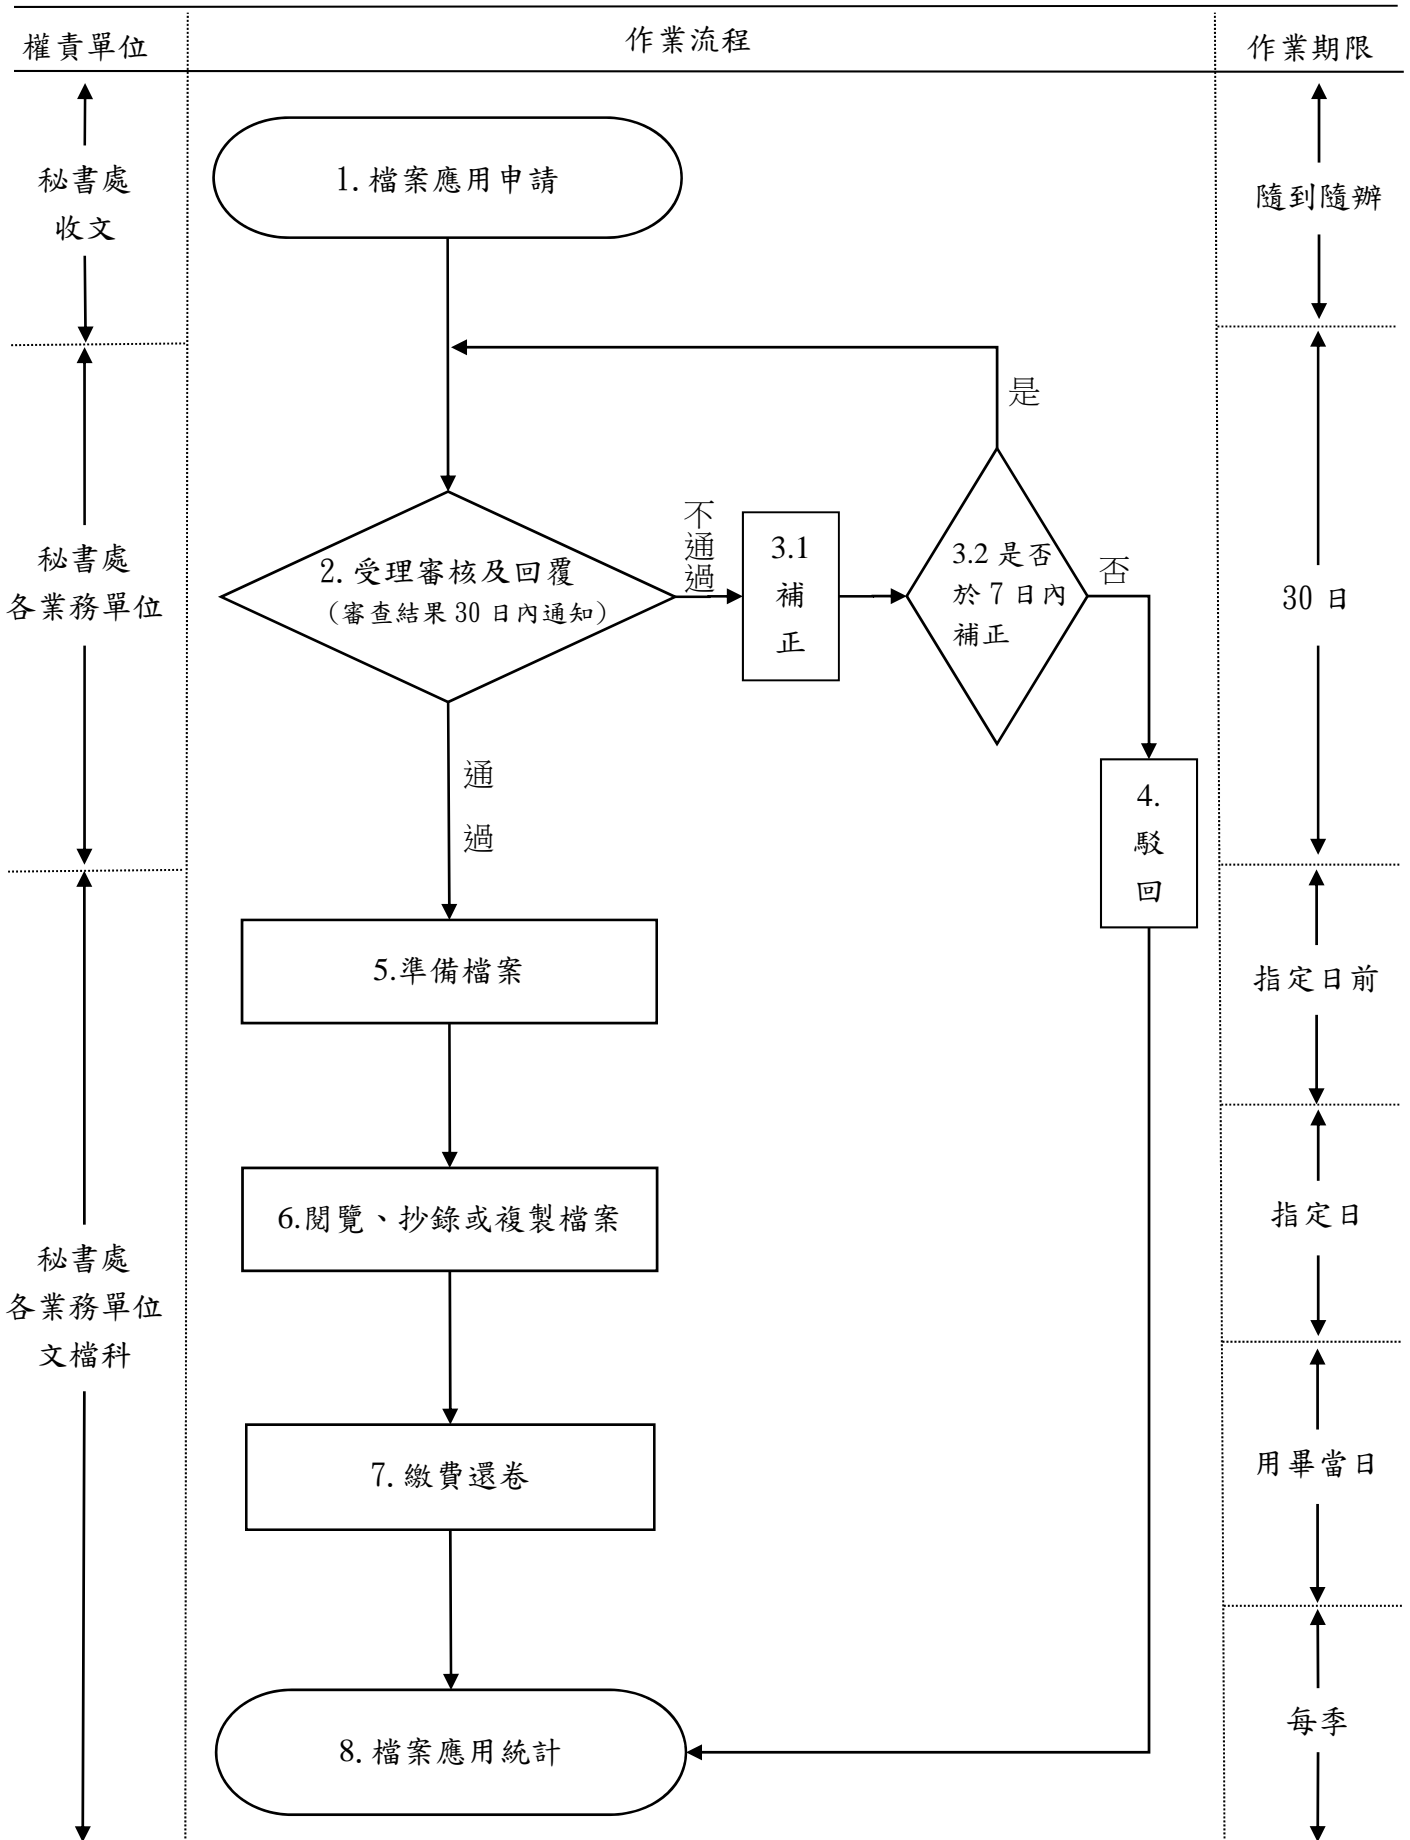 權責單位
作業流程
作業期限
秘書處
收文
1.檔案應用申請
隨到隨辦
是
秘書處
各業務單位
2.受理審核及回覆
(審查結果 30 日內通知)
不通過
3.1
補
正
3.2 是否
於 7 日內
補正
否
30 日
通
過
4.
駁
回
5.準備檔案
指定日前
6.閱覽、抄錄或複製檔案
指定日
秘書處
各業務單位
文檔科
7.繳費還卷
用畢當日
8.檔案應用統計
每季